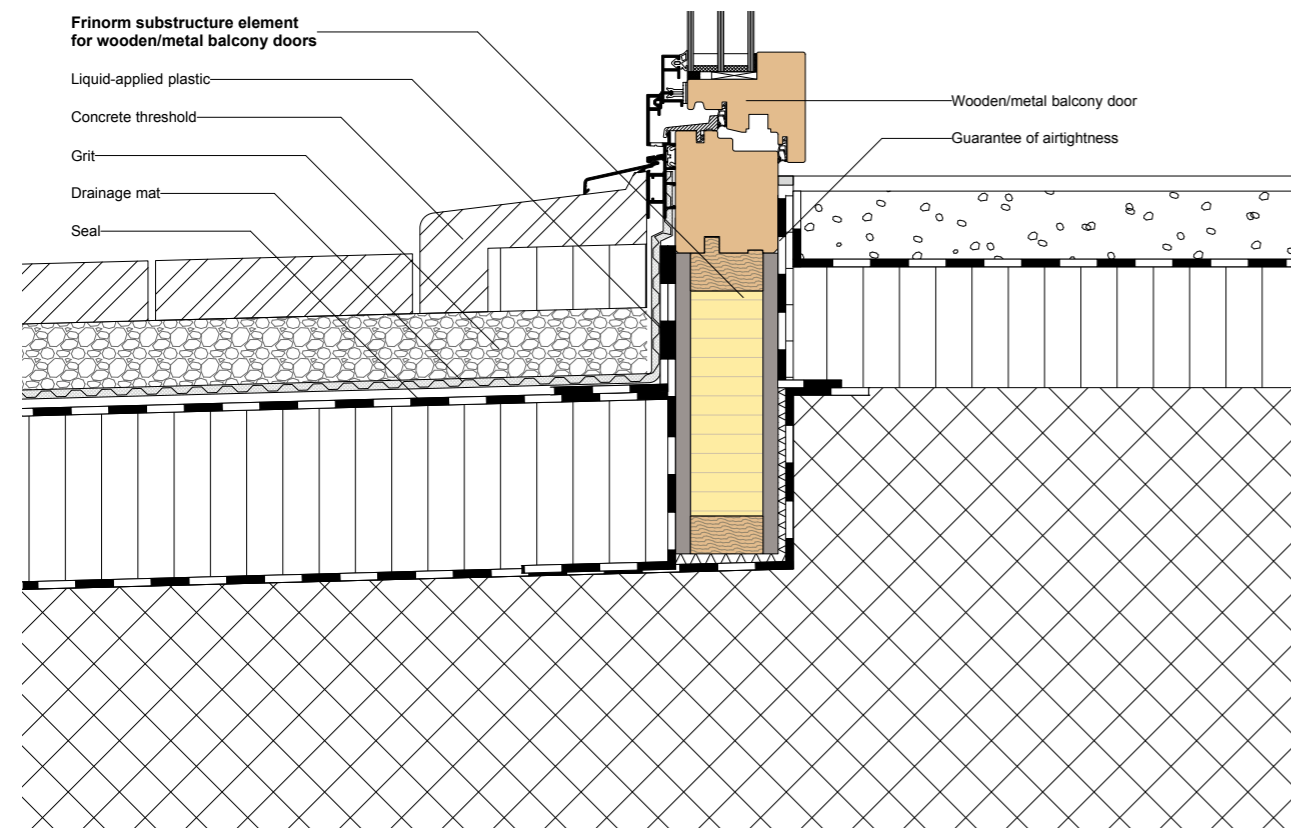 Frinorm substructure element
for wooden/metal balcony doors
Liquid-applied plastic
Concrete threshold
Grit
Drainage mat
Seal
Wooden/metal balcony door
Guarantee of airtightness